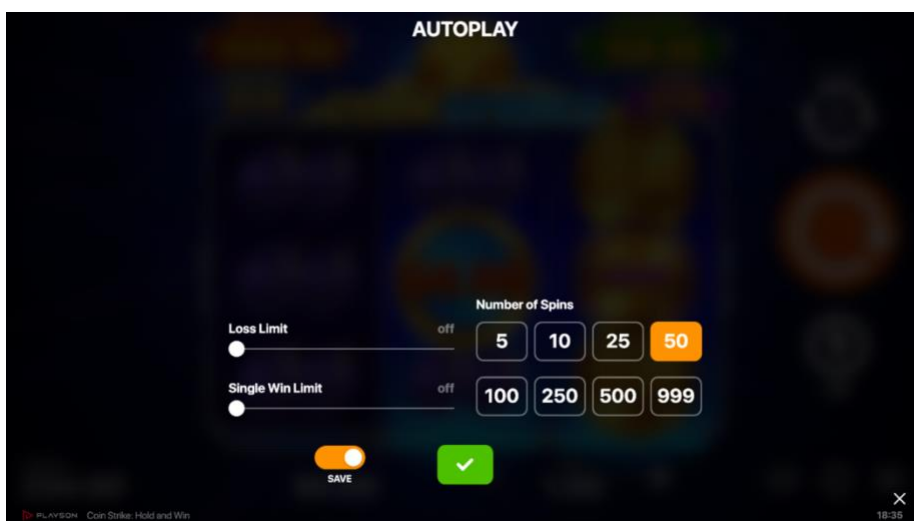 AUTOPLAY
Number of Spins
Loss Limit off
5 10 25 50
Single Win Limit off
100 250 500 999
SAVE
PLAYSON Coin Strike: Hold and Win
18:35